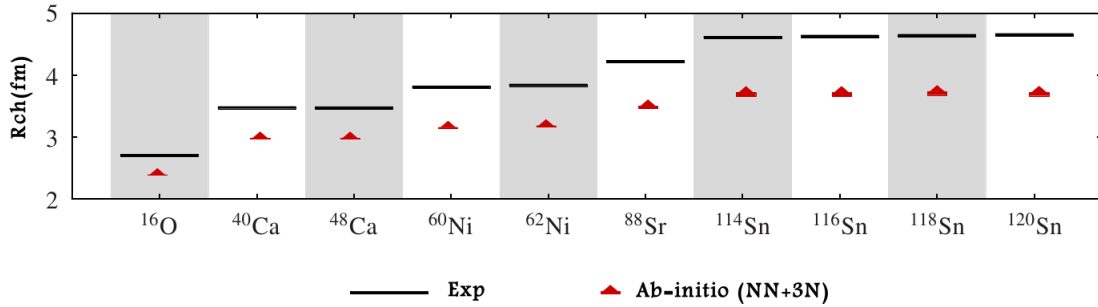 5
4
3
2
Rch(fm)
¹⁶O ⁴⁰Ca ⁴⁸Ca ⁶⁰Ni ⁶²Ni ⁸⁸Sr ¹¹⁴Sn ¹¹⁶Sn ¹¹⁸Sn ¹²⁰Sn
Exp Ab-initio (NN+3N)